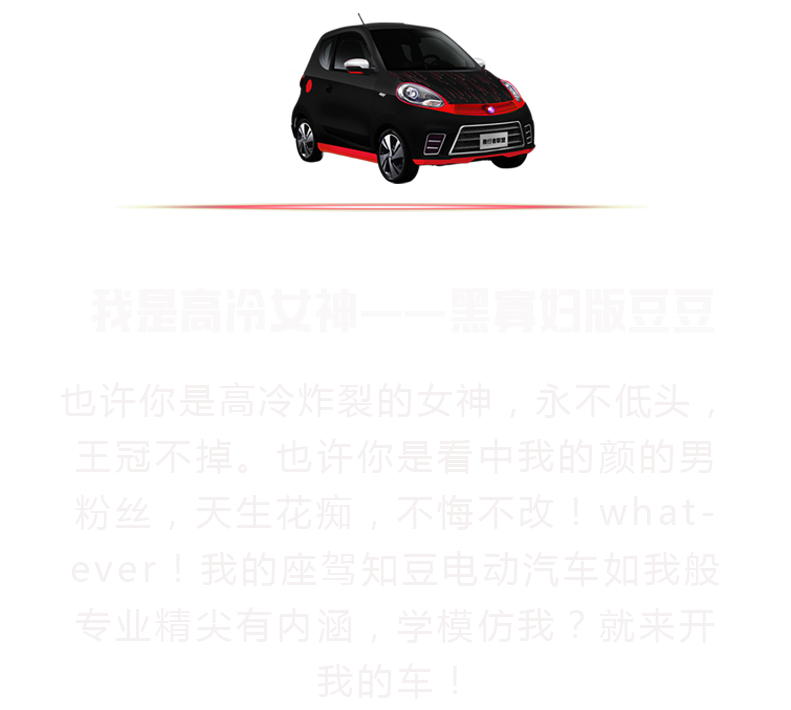 我是高冷女神——黑寡妇版豆豆
也许你是高冷炸裂的女神，永不低头，
王冠不掉。也许你是看中我的颜的男
粉丝，天生花痴，不悔不改！what-
ever！我的座驾知豆电动汽车如我般
专业精尖有内涵，学模仿我？就来开
我的车！